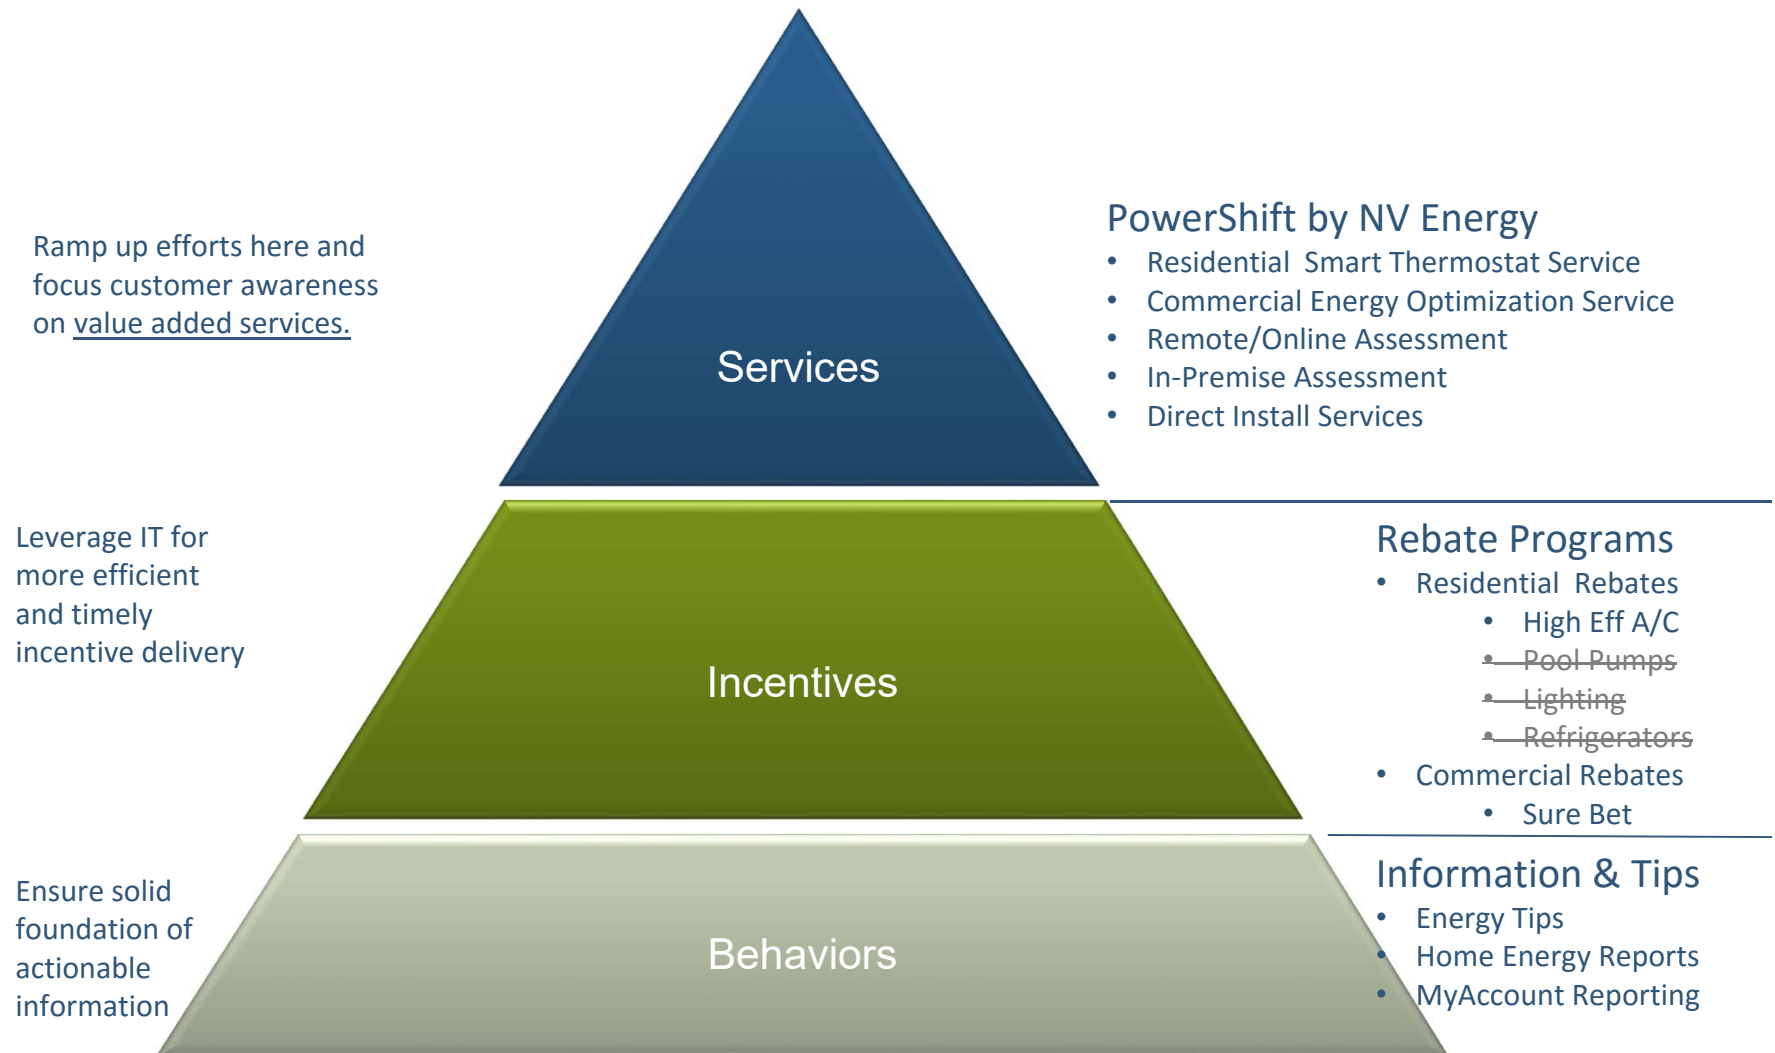 Ramp up efforts here and
focus customer awareness
on value added services.
Services
PowerShift by NV Energy
• Residential Smart Thermostat Service
• Commercial Energy Optimization Service
• Remote/Online Assessment
• In-Premise Assessment
• Direct Install Services
Leverage IT for
more efficient
and timely
incentive delivery
Incentives
Rebate Programs
• Residential Rebates
• High Eff A/C
• Pool Pumps
• Lighting
• Refrigerators
• Commercial Rebates
• Sure Bet
Ensure solid
foundation of
actionable
information
Behaviors
Information & Tips
• Energy Tips
• Home Energy Reports
• MyAccount Reporting